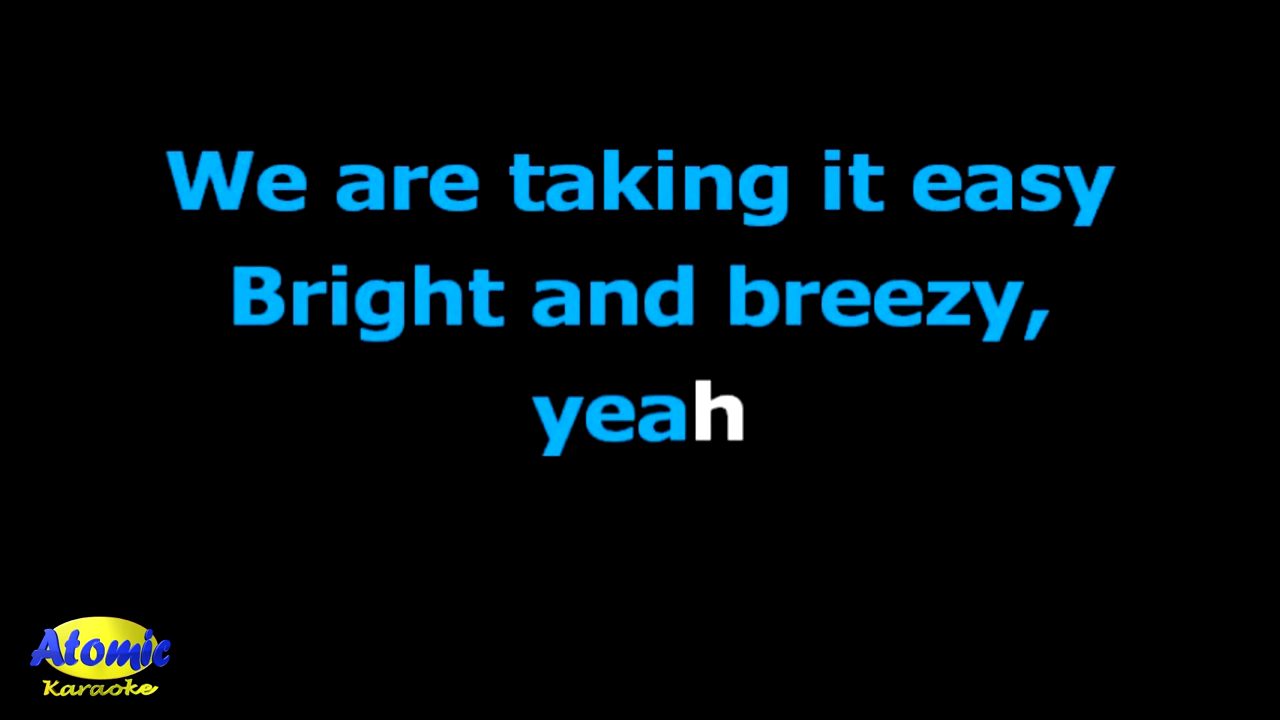 We are taking it easy
Bright and breezy,
yeah
Atomic
Karaoke